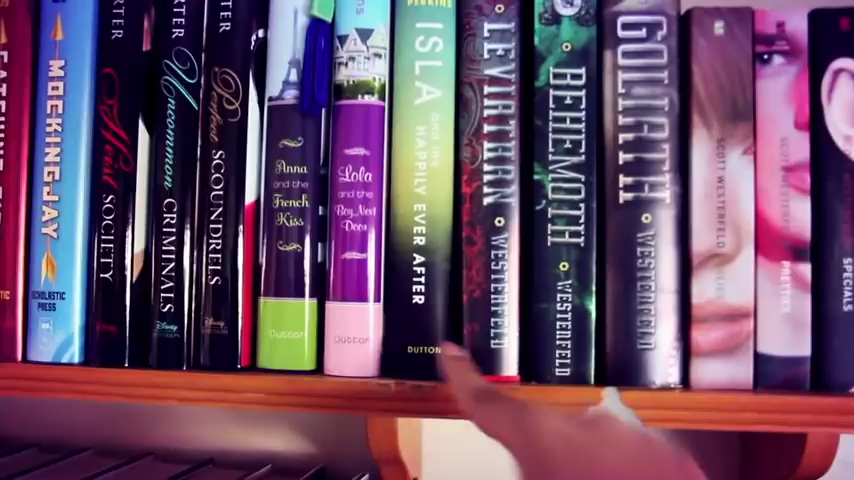 MOCKINGJAY
SCHOLASTIC
PRESS
Heist
SOCIETY
Uncommon
CRIMINALS
Disney
Perfect
SCOUNDRELS
Disney
Anna
and the
French
Kiss
Dutton
Lola
and the
Boy Next
Door
Dutton
PERKINS
ISLA
and the
HAPPILY EVER AFTER
DUTTON
LEVIATHAN
WESTERFELD
BEHEMOTH
WESTERFELD
GOLIATH
WESTERFELD
SCOTT WESTERFELD
SCOTT WESTERFELD
PRETTIES
SPECIALS